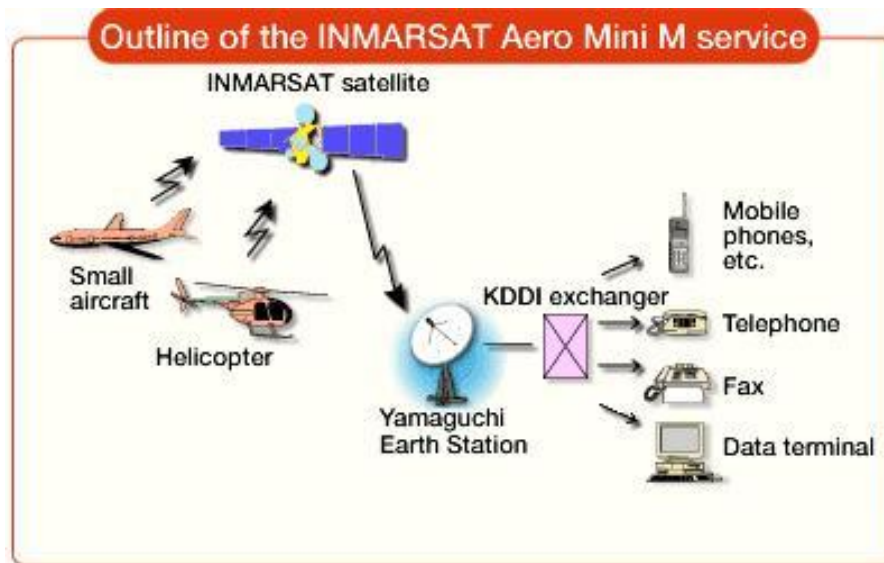 Outline of the INMARSAT Aero Mini M service
INMARSAT satellite
Small
aircraft
Helicopter
Yamaguchi
Earth Station
KDDI exchanger
Mobile
phones,
etc.
Telephone
Fax
Data terminal